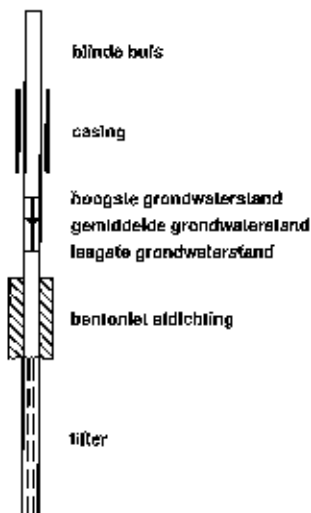 blinde buis
casing
hoogste grondwaterstand
gemiddelde grondwaterstand
laagste grondwaterstand
bentoniet afdichting
filter